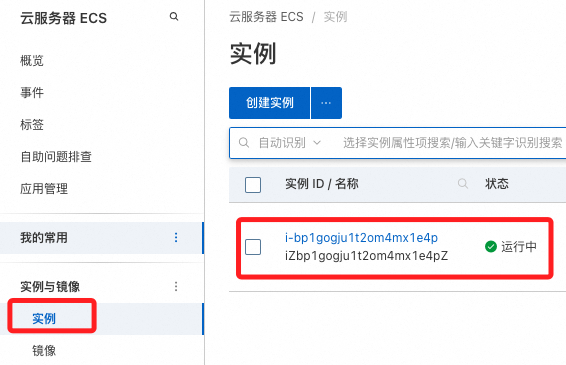 云服务器 ECS
概览
事件
标签
自助问题排查
应用管理
我的常用
实例与镜像
实例
镜像
云服务器 ECS / 实例
实例
创建实例 ···
自动识别 选择实例属性项搜索/输入关键字识别搜索
实例 ID / 名称 状态
i-bp1gogju1t2om4mx1e4p
iZbp1gogju1t2om4mx1e4pZ 运行中